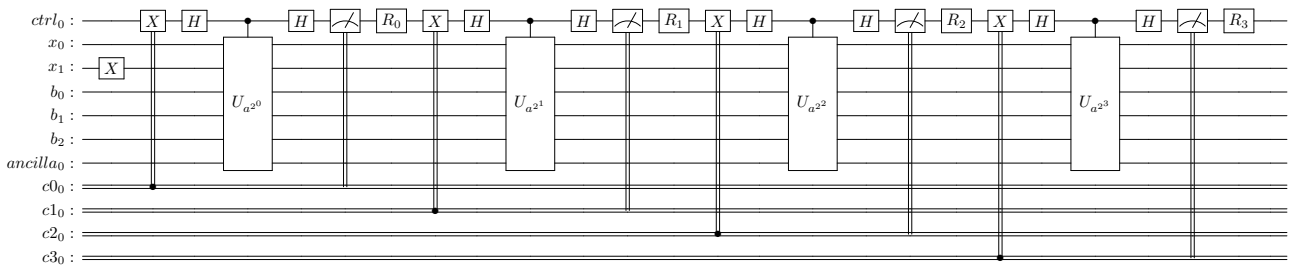 ctrl₀ : X H H R₀ X H H R₁ X H H R₂ X H H R₃
x₀ :
x₁ : X
b₀ :
U_{a^{2^0}} U_{a^{2^1}} U_{a^{2^2}} U_{a^{2^3}}
b₁ :
b₂ :
ancilla₀ :
c0₀ :
c1₀ :
c2₀ :
c3₀ :